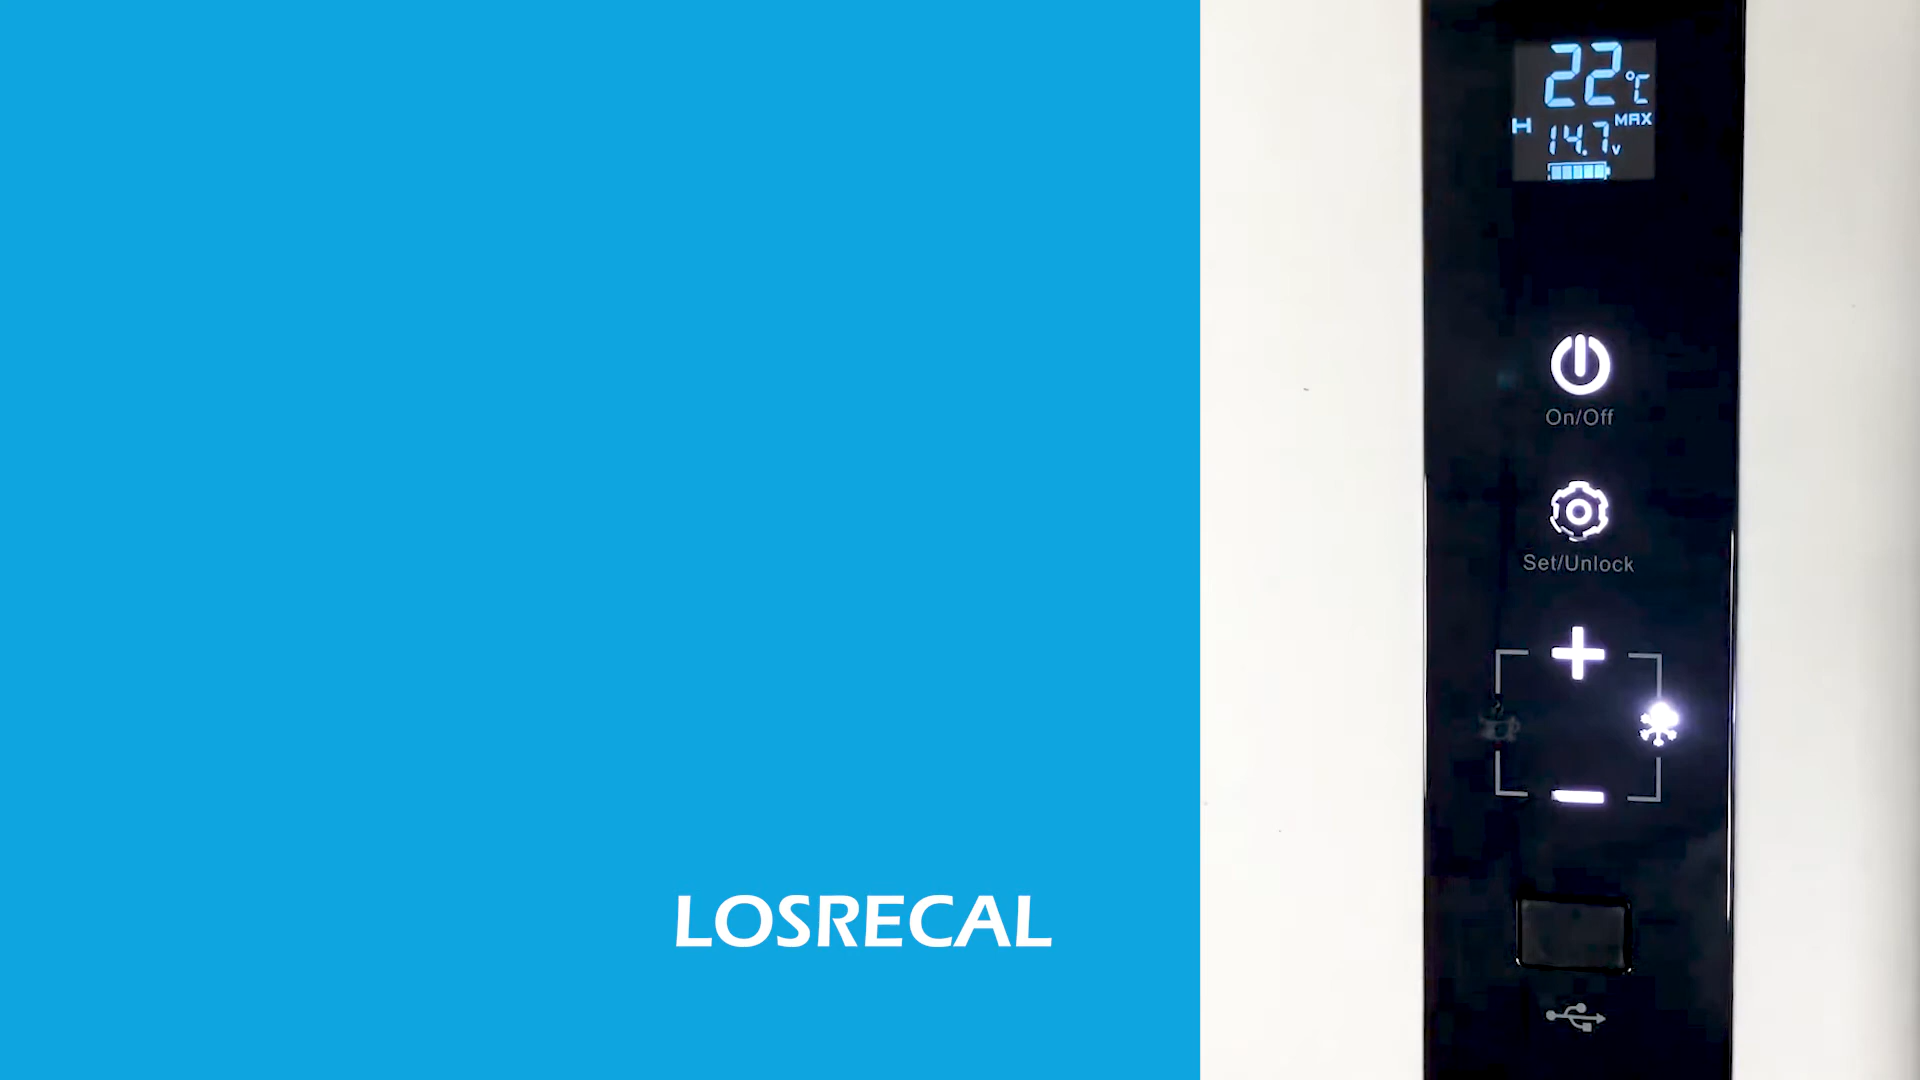 22°C
H
MAX
14.7v
On/Off
Set/Unlock
LOSRECAL